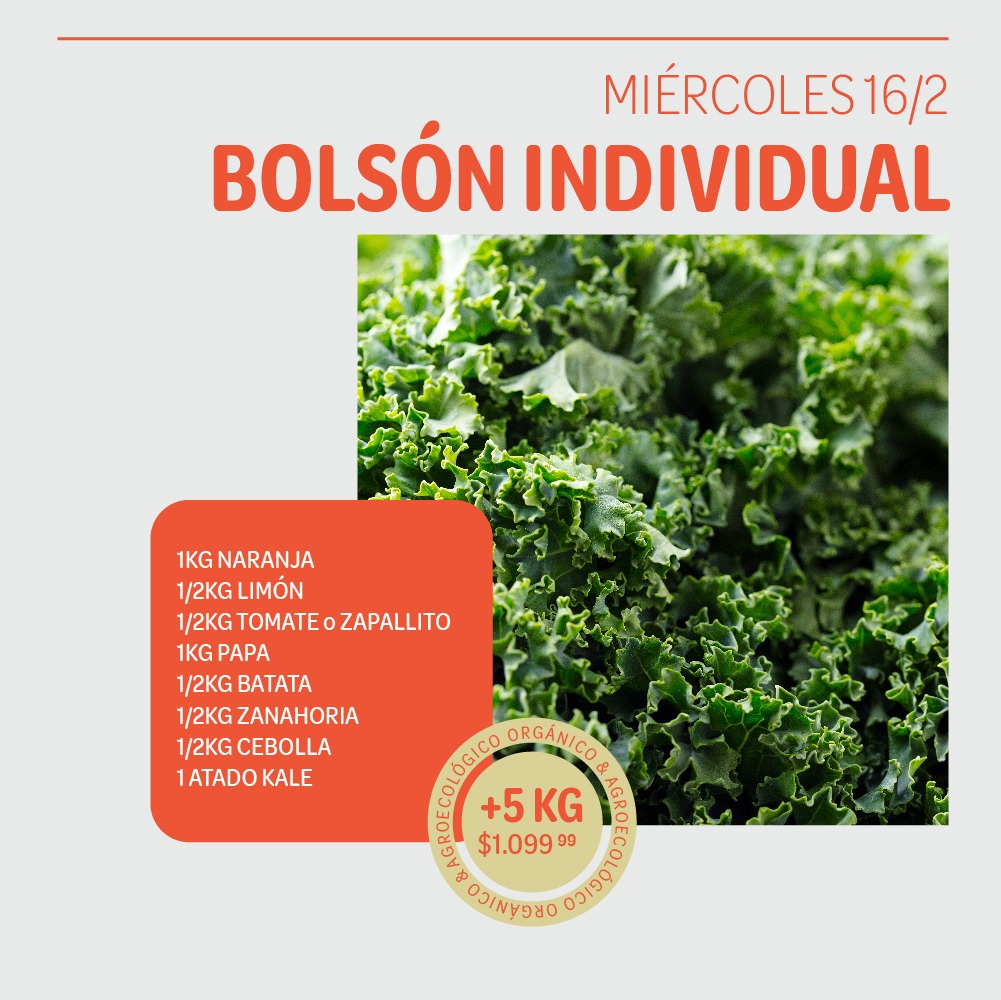 MIÉRCOLES 16/2
BOLSÓN INDIVIDUAL
1KG NARANJA
1/2KG LIMÓN
1/2KG TOMATE o ZAPALLITO
1KG PAPA
1/2KG BATATA
1/2KG ZANAHORIA
1/2KG CEBOLLA
1 ATADO KALE
ORGÁNICO & AGROECOLÓGICO ORGÁNICO & AGROECOLÓGICO
+5 KG
$1.099 99